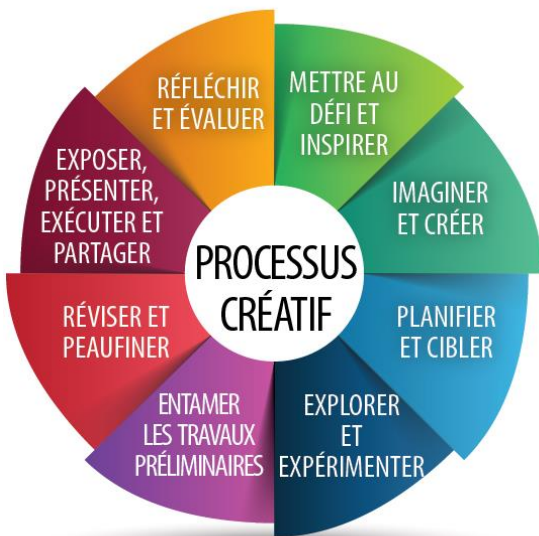 PROCESSUS
CRÉATIF
METTRE AU
DÉFI ET
INSPIRER
IMAGINER
ET CRÉER
PLANIFIER
ET CIBLER
EXPLORER
ET
EXPÉRIMENTER
ENTAMER
LES TRAVAUX
PRÉLIMINAIRES
RÉVISER ET
PEAUFINER
EXPOSER,
PRÉSENTER,
EXÉCUTER ET
PARTAGER
RÉFLÉCHIR
ET ÉVALUER